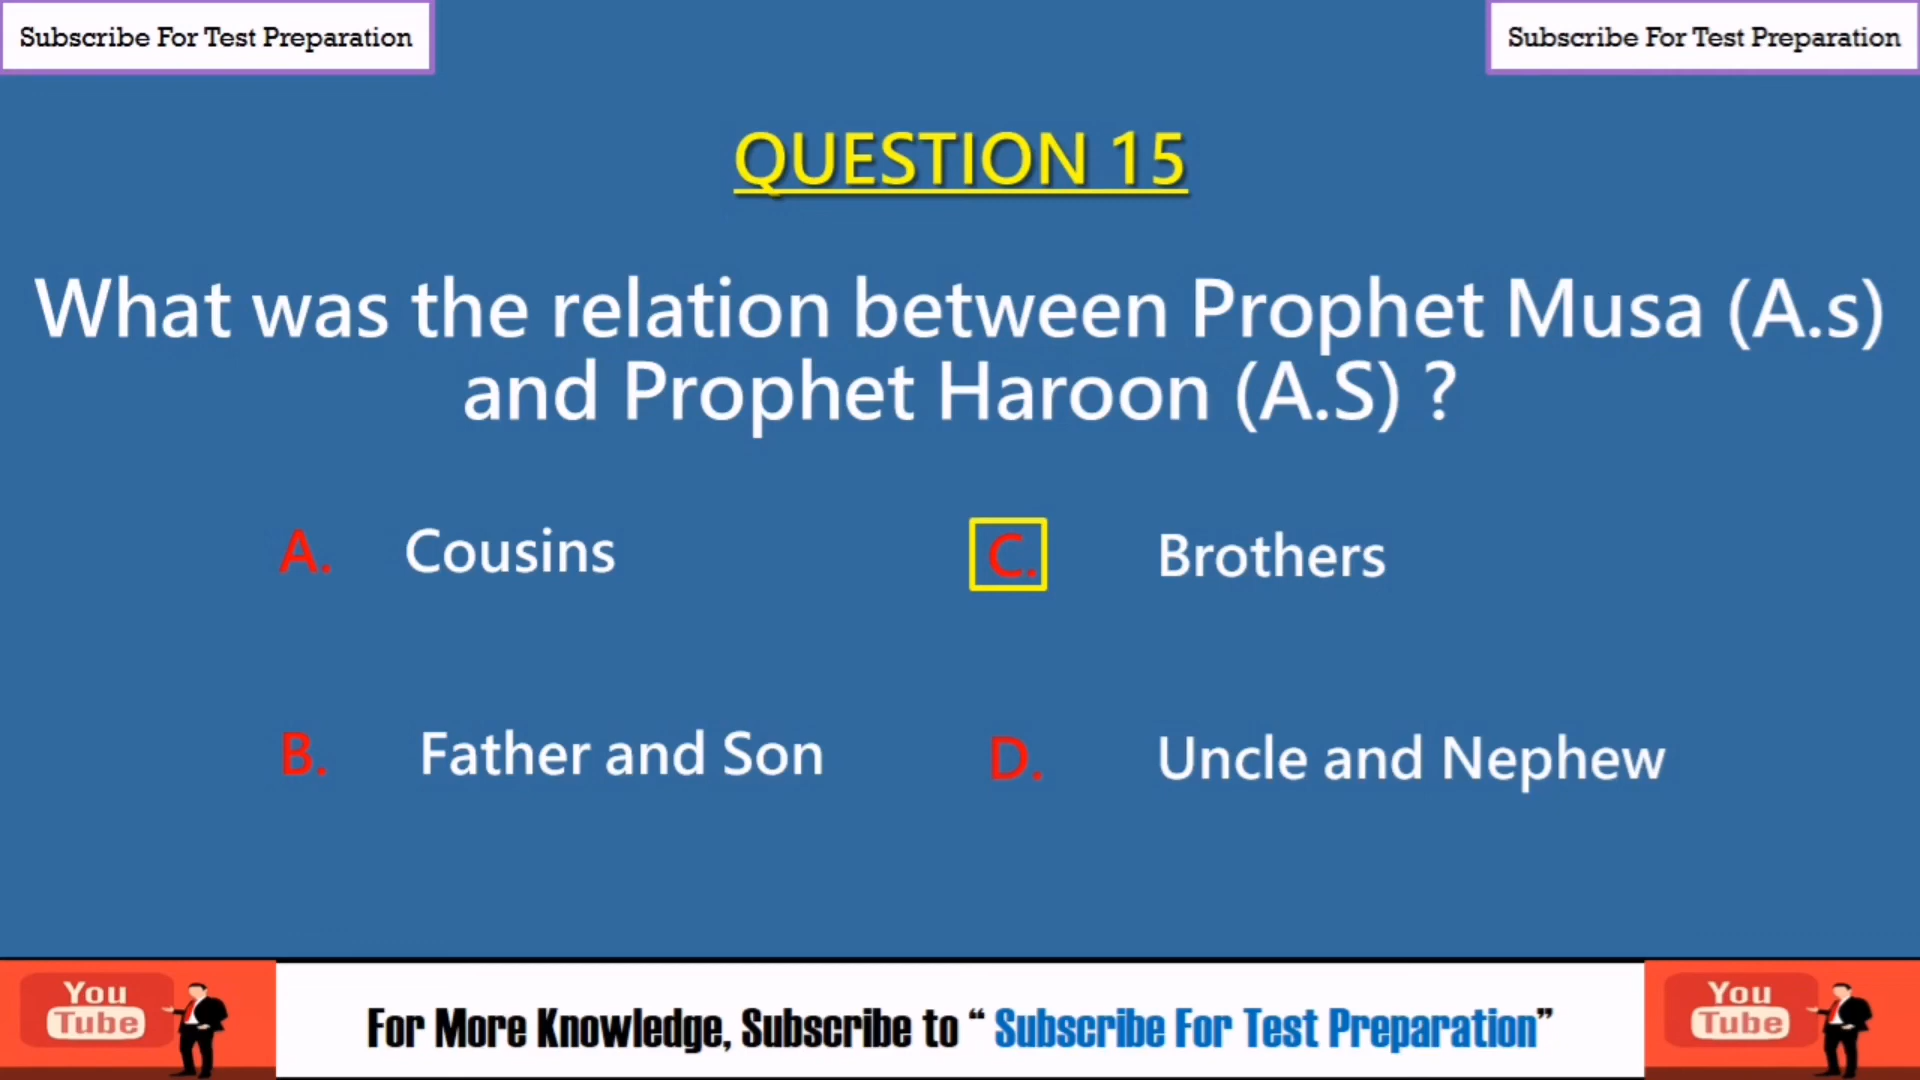 Subscribe For Test Preparation
Subscribe For Test Preparation
QUESTION 15
What was the relation between Prophet Musa (A.s)
and Prophet Haroon (A.S) ?
A. Cousins
C. Brothers
B. Father and Son
D. Uncle and Nephew
You
Tube
For More Knowledge, Subscribe to “ Subscribe For Test Preparation”
You
Tube